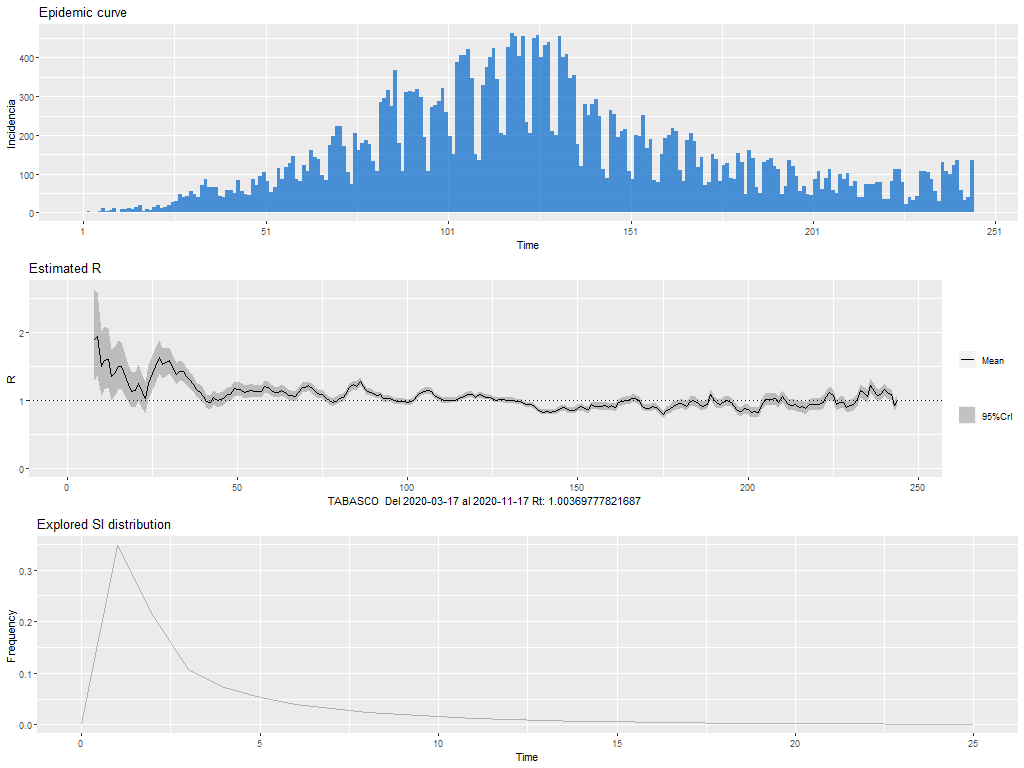 Epidemic curve
400
300
200
100
0
Incidencia
1
51
101
151
201
251
Time
Estimated R
2
1
0
R
Mean
95%CrI
0
50
100
150
200
250
TABASCO Del 2020-03-17 al 2020-11-17 Rt: 1.00369777821687
Explored SI distribution
0.3
0.2
0.1
0.0
Frequency
0
5
10
15
20
25
Time